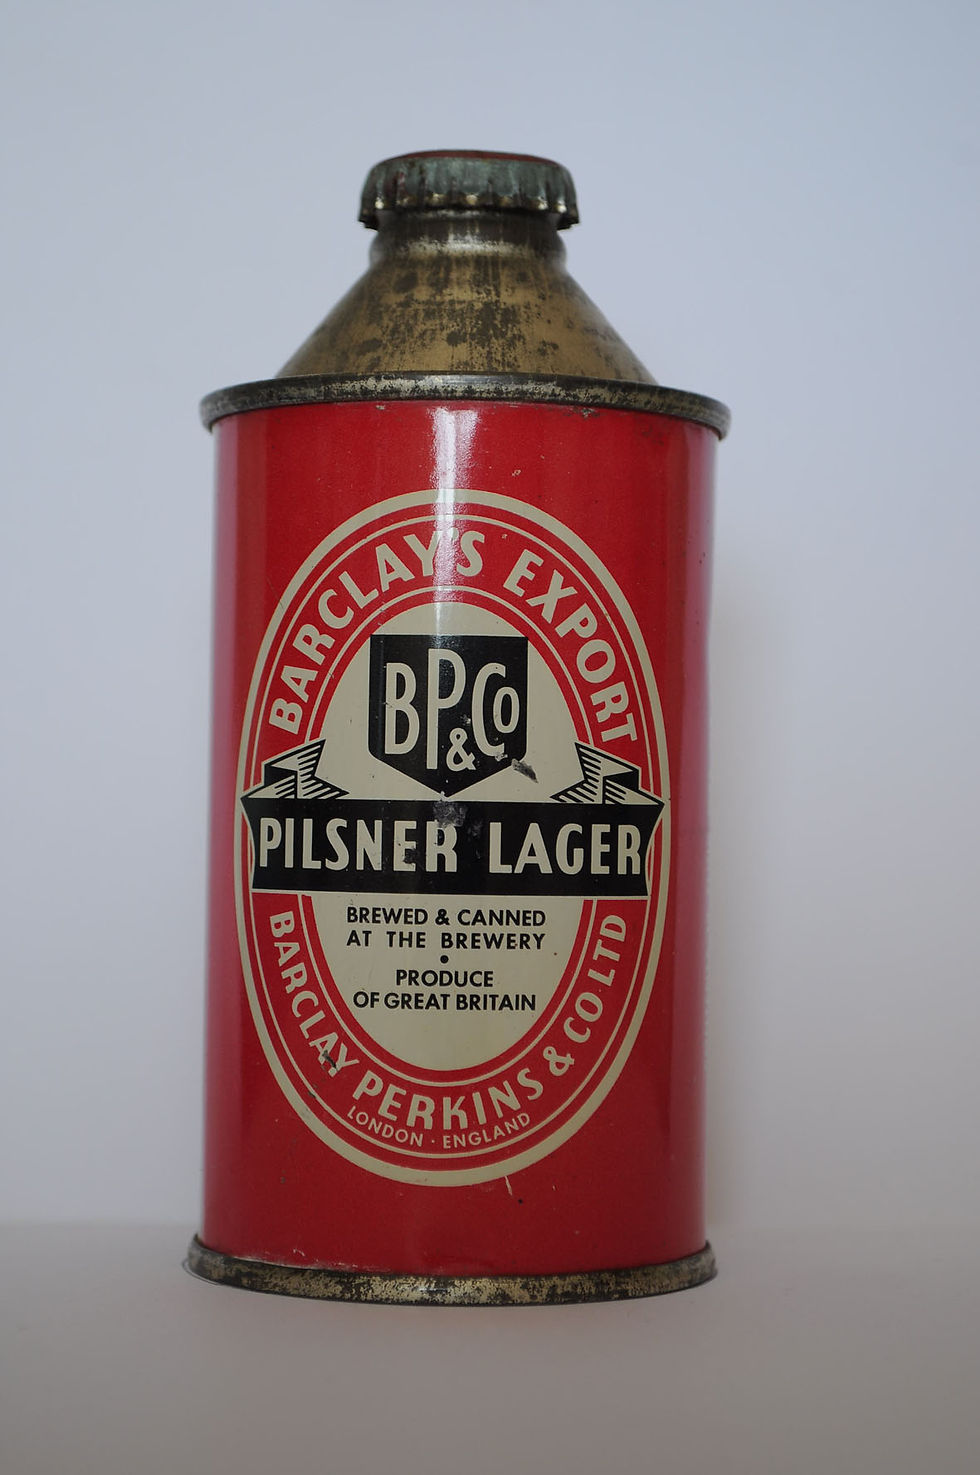 BARCLAY'S EXPORT
BP&Co
PILSNER LAGER
BREWED & CANNED
AT THE BREWERY
•
PRODUCE
OF GREAT BRITAIN
BARCLAY PERKINS & CO LTD
LONDON · ENGLAND